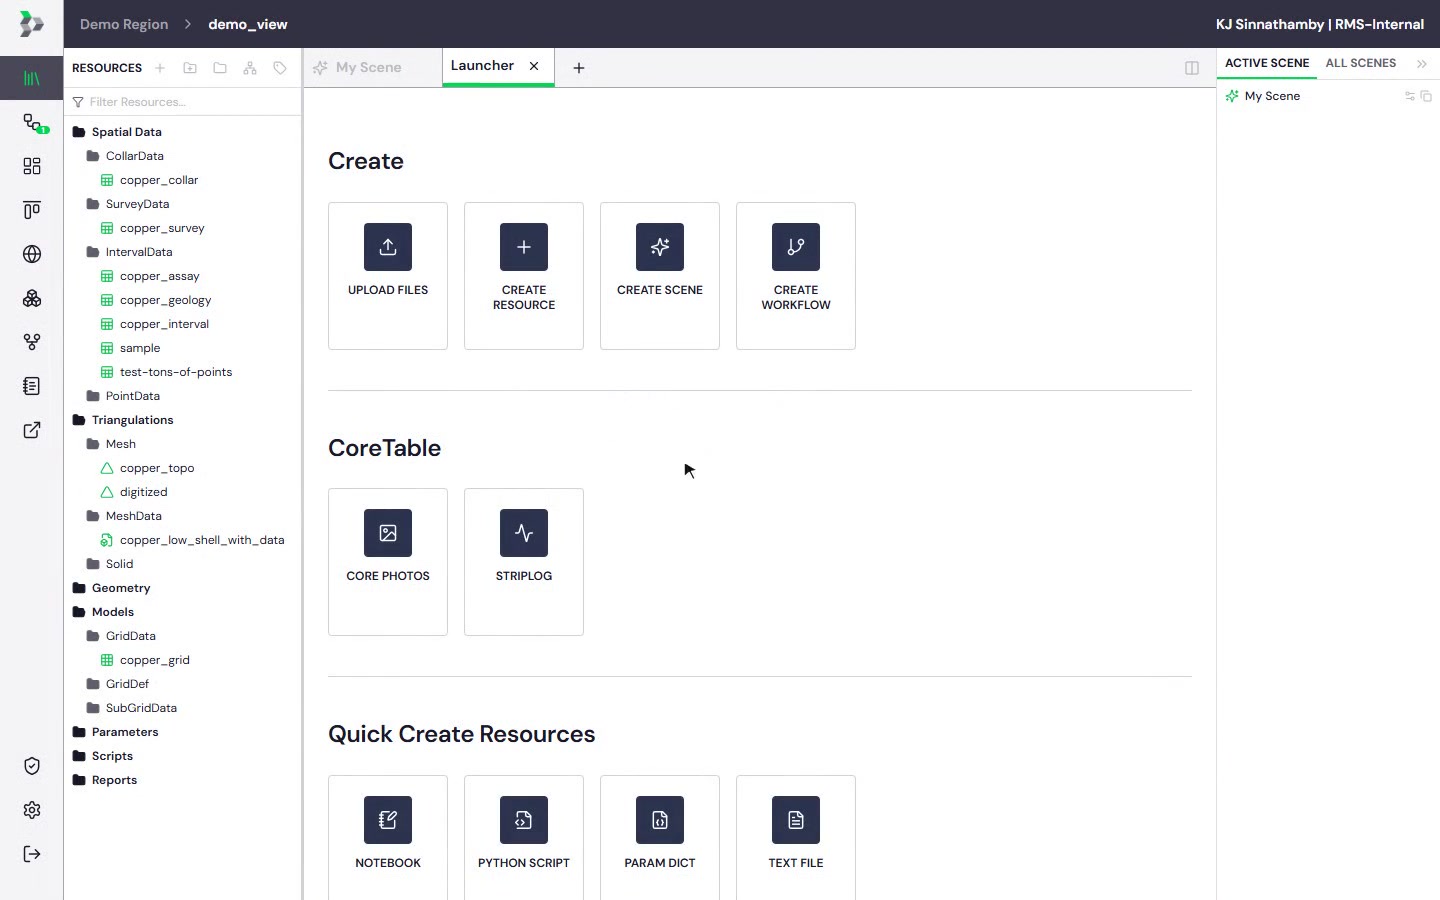 Demo Region > demo_view
KJ Sinnathamby | RMS-Internal
RESOURCES
Filter Resources...
Spatial Data
CollarData
copper_collar
SurveyData
copper_survey
IntervalData
copper_assay
copper_geology
copper_interval
sample
test-tons-of-points
PointData
Triangulations
Mesh
copper_topo
digitized
MeshData
copper_low_shell_with_data
Solid
Geometry
Models
GridData
copper_grid
GridDef
SubGridData
Parameters
Scripts
Reports
1
My Scene
Launcher
Create
UPLOAD FILES
CREATE
RESOURCE
CREATE SCENE
CREATE
WORKFLOW
CoreTable
CORE PHOTOS
STRIPLOG
Quick Create Resources
NOTEBOOK
PYTHON SCRIPT
PARAM DICT
TEXT FILE
ACTIVE SCENE
ALL SCENES
My Scene